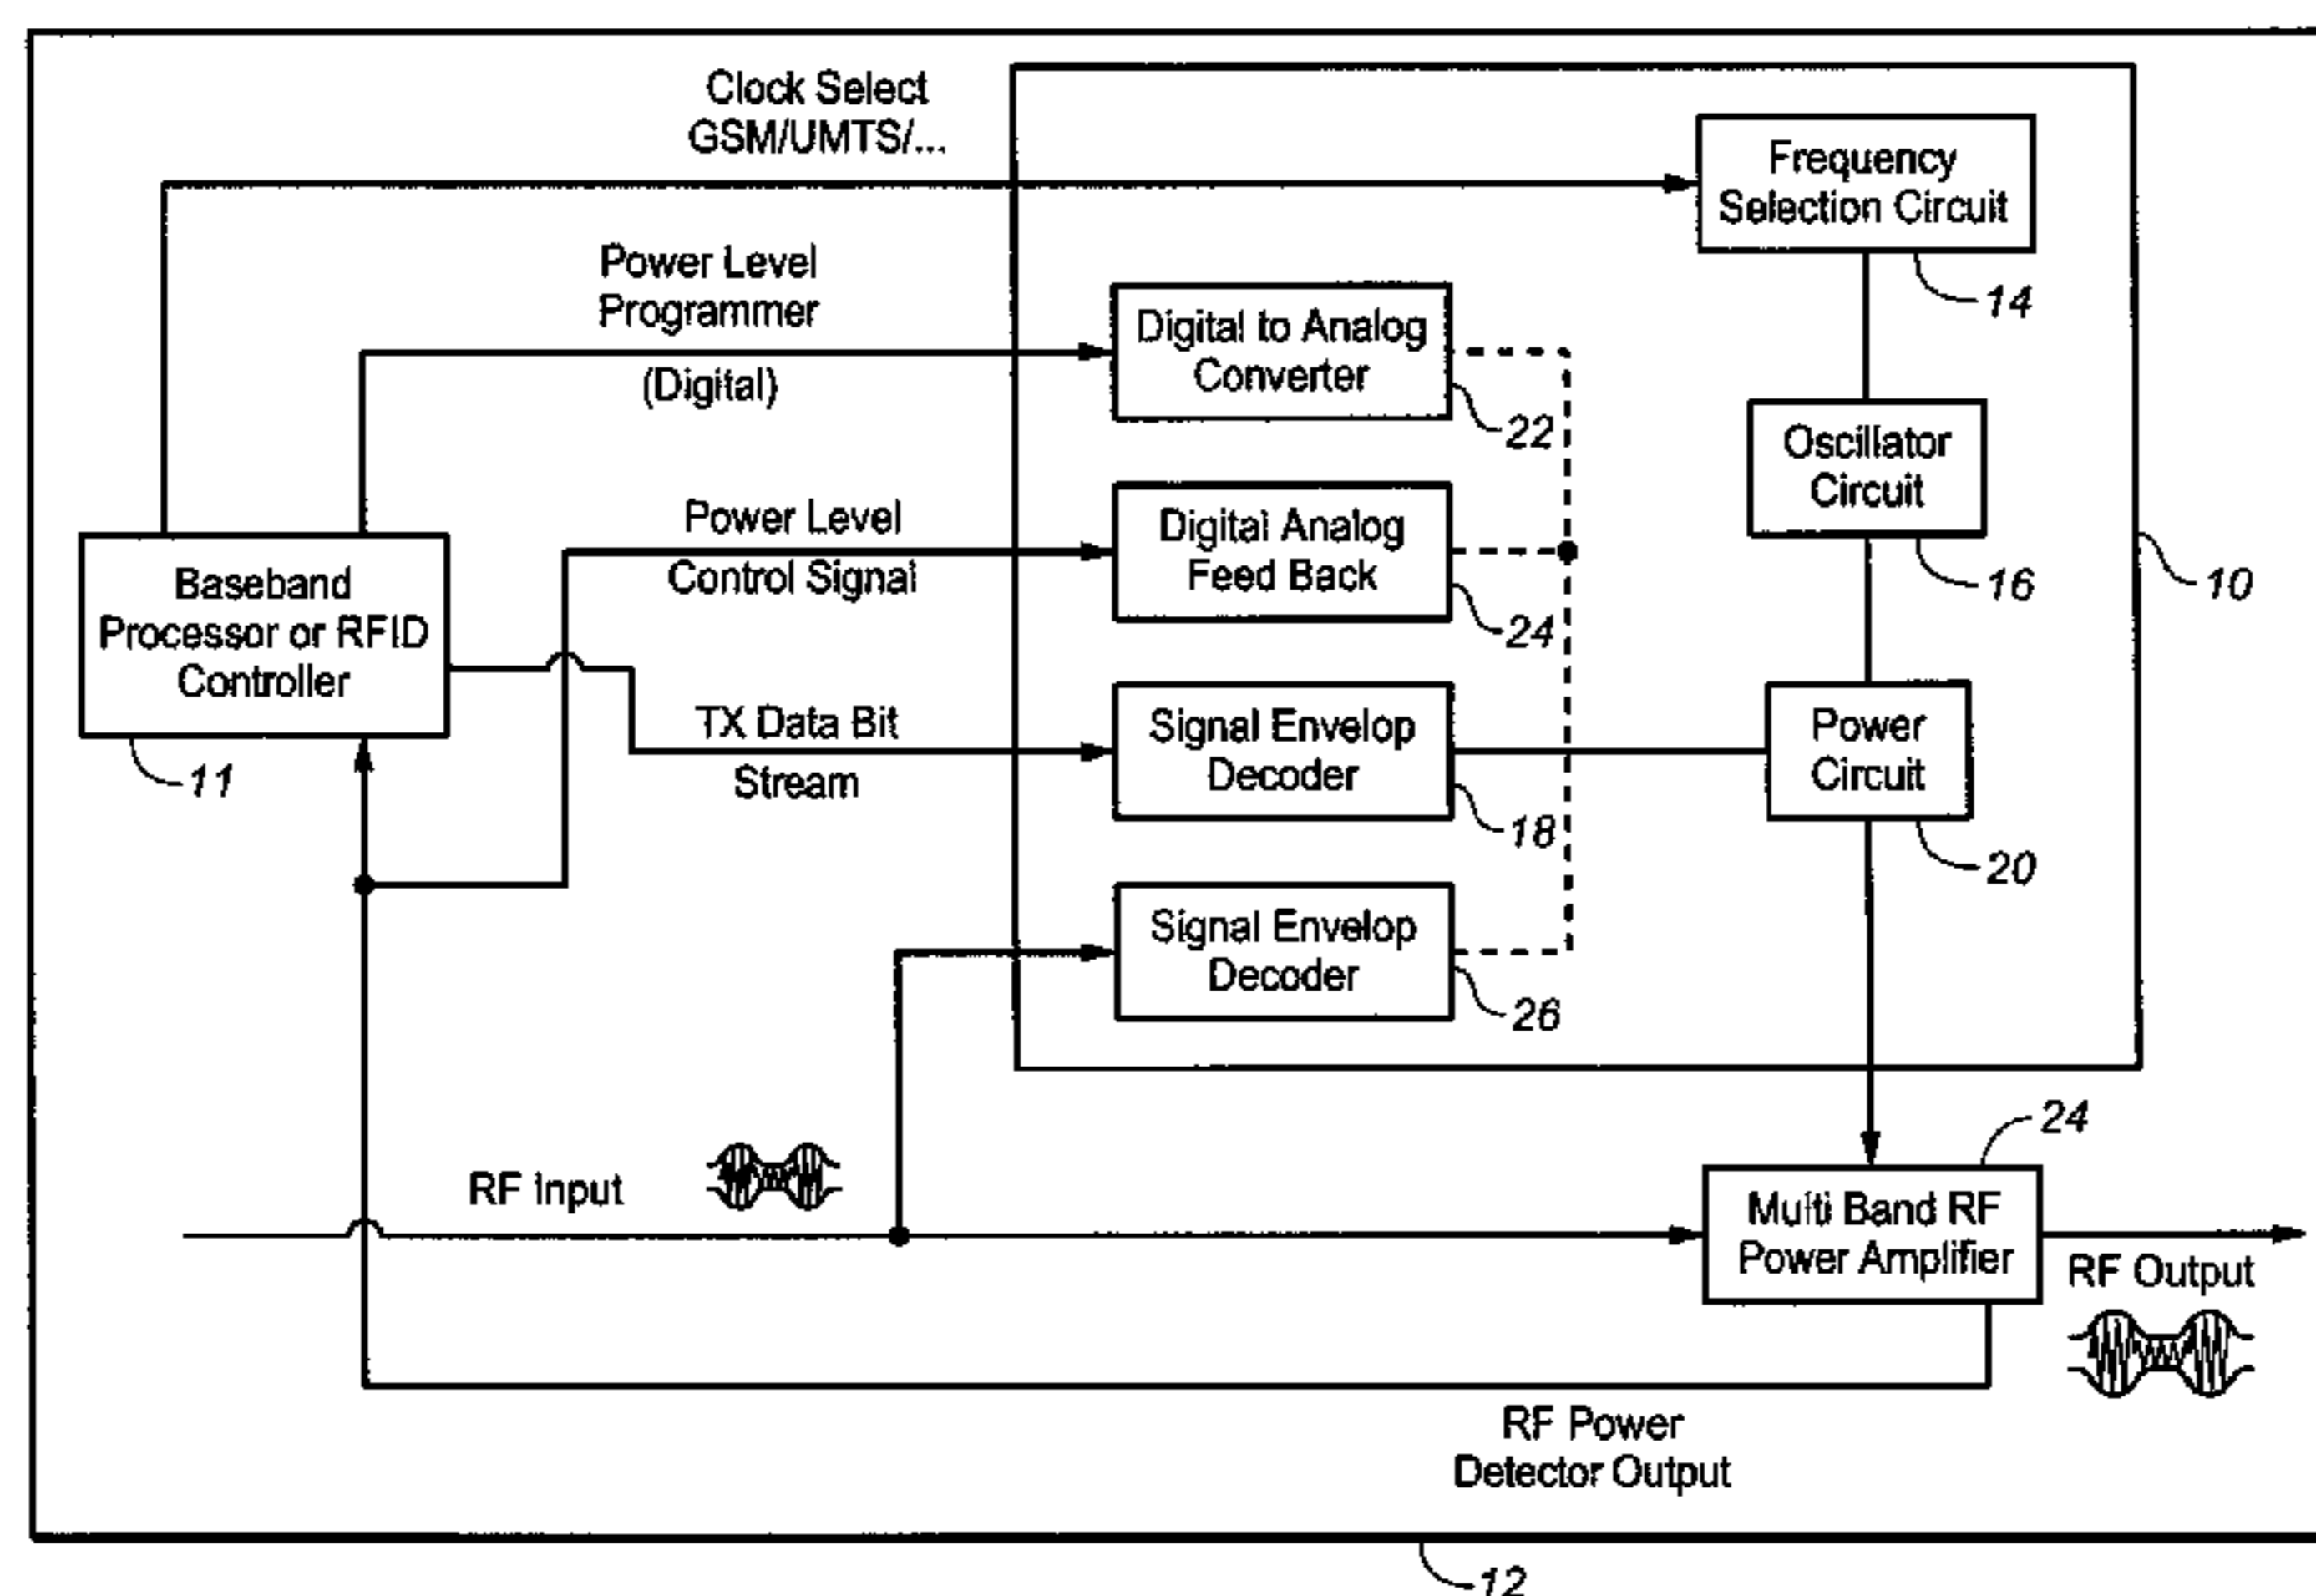 Clock Select
GSM/UMTS/...
Frequency
Selection Circuit
14
Power Level
Programmer
(Digital)
Digital to Analog
Converter
22
Oscillator
Circuit
16
10
Power Level
Control Signal
Digital Analog
Feed Back
24
Baseband
Processor or RFID
Controller
11
TX Data Bit
Stream
Signal Envelop
Decoder
18
Power
Circuit
20
Signal Envelop
Decoder
26
24
RF Input
Multi Band RF
Power Amplifier
RF Output
RF Power
Detector Output
12